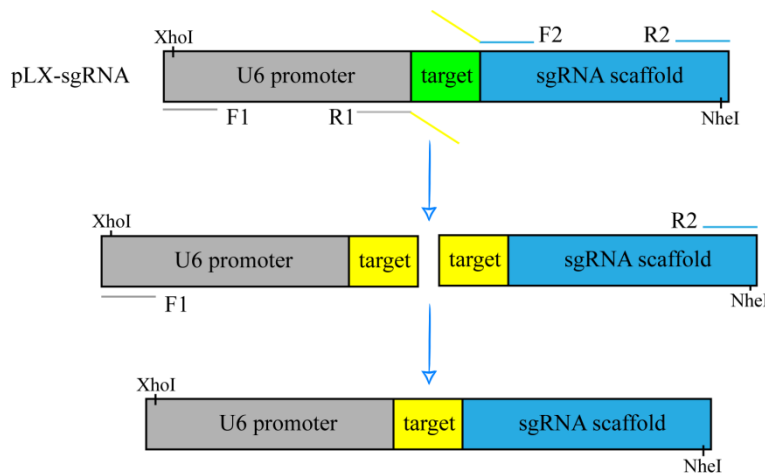 XhoI
F2
R2
pLX-sgRNA
U6 promoter
target
sgRNA scaffold
F1
R1
NheI
XhoI
R2
U6 promoter
target
target
sgRNA scaffold
F1
NheI
XhoI
U6 promoter
target
sgRNA scaffold
NheI